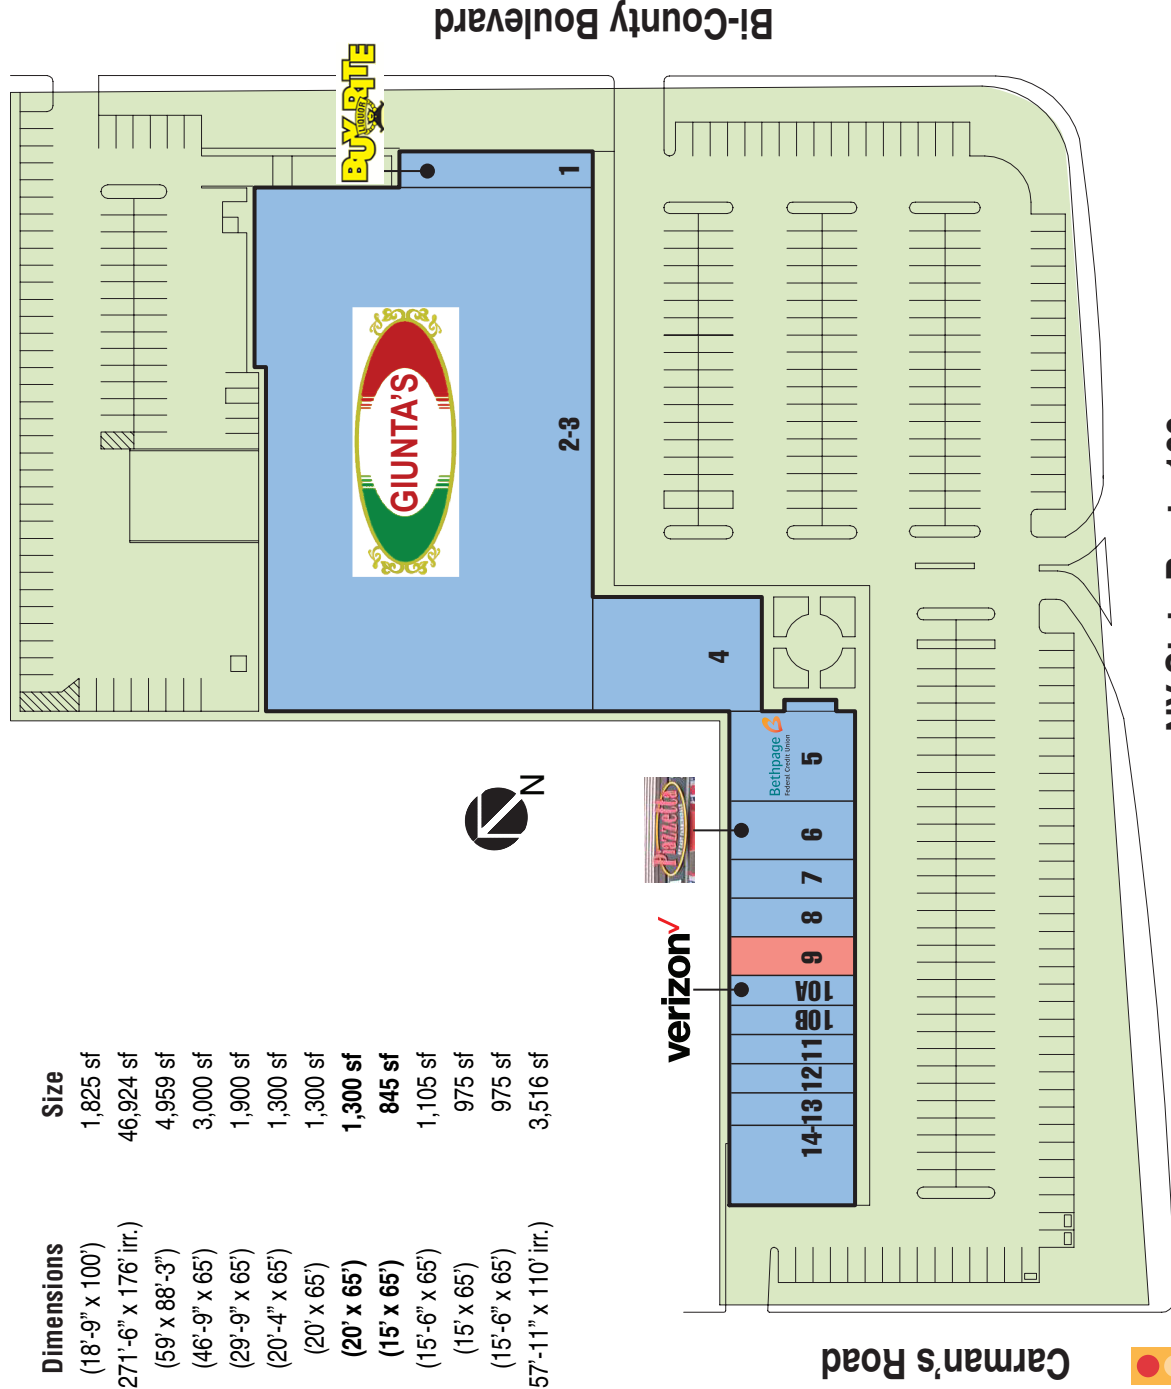 Bi-County Boulevard
BUY RITE
LIQUOR
1
GIUNTA'S
2-3
4
Bethpage
Federal Credit Union
5
Piazzetta
6
7
8
verizon
9
10A
10B
11
12
14-13
N
Dimensions Size
(18'-9" x 100') 1,825 sf
271'-6" x 176' irr.) 46,924 sf
(59' x 88'-3") 4,959 sf
(46'-9" x 65') 3,000 sf
(29'-9" x 65') 1,900 sf
(20'-4" x 65') 1,300 sf
(20' x 65') 1,300 sf
(20' x 65') 1,300 sf
(15' x 65') 845 sf
(15'-6" x 65') 1,105 sf
(15' x 65') 975 sf
(15'-6" x 65') 975 sf
57'-11" x 110' irr.) 3,516 sf
Carman's Road